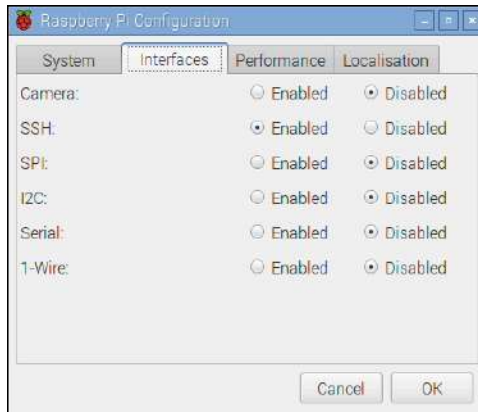 Raspberry Pi Configuration
System Interfaces Performance Localisation
Camera: Enabled Disabled
SSH: Enabled Disabled
SPI: Enabled Disabled
I2C: Enabled Disabled
Serial: Enabled Disabled
1-Wire: Enabled Disabled
Cancel OK